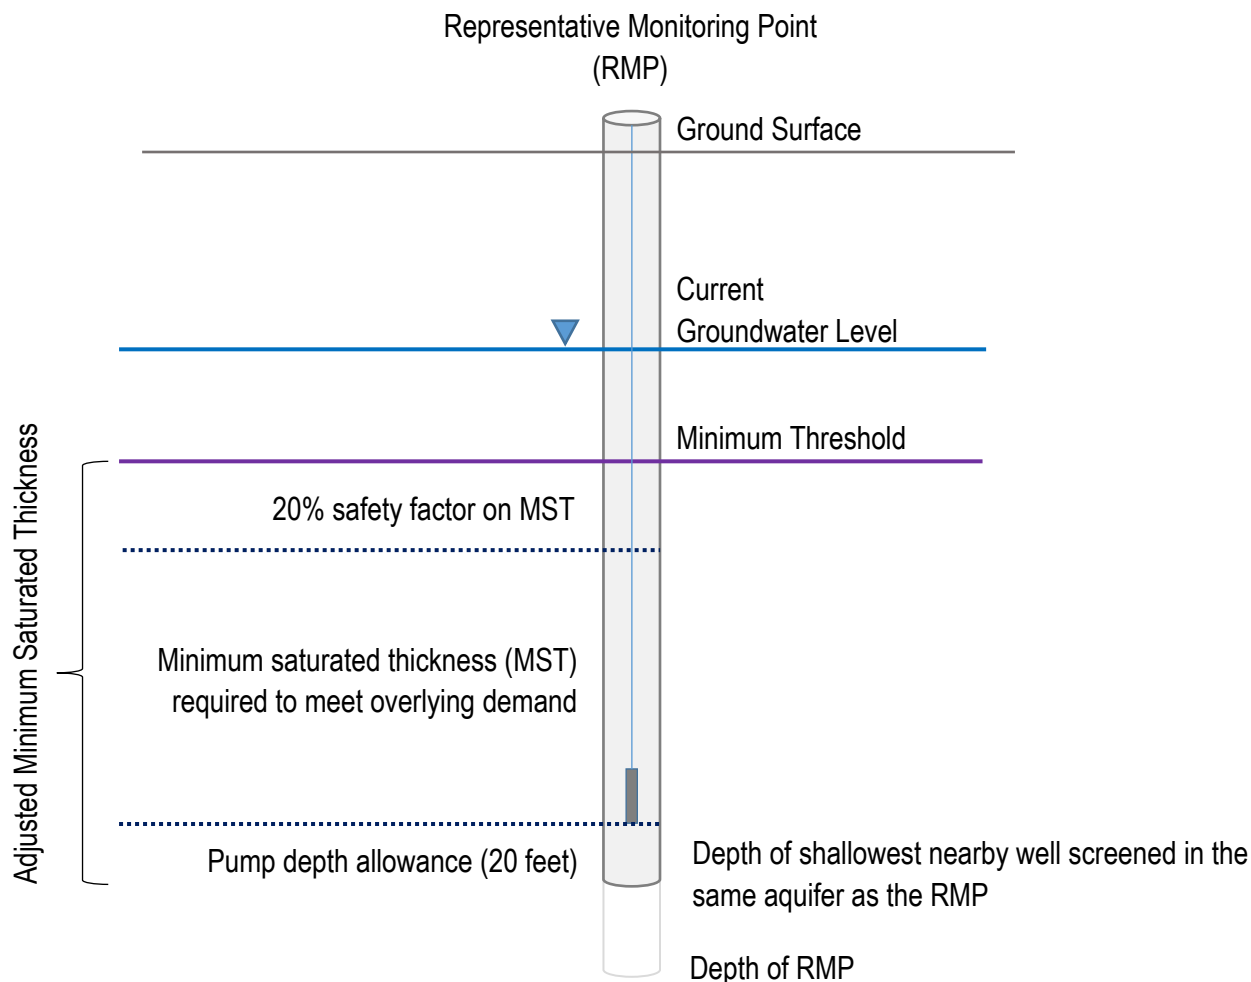 Representative Monitoring Point
(RMP)
Ground Surface
Current
Groundwater Level
Minimum Threshold
Adjusted Minimum Saturated Thickness
20% safety factor on MST
Minimum saturated thickness (MST)
required to meet overlying demand
Pump depth allowance (20 feet)
Depth of shallowest nearby well screened in the
same aquifer as the RMP
Depth of RMP